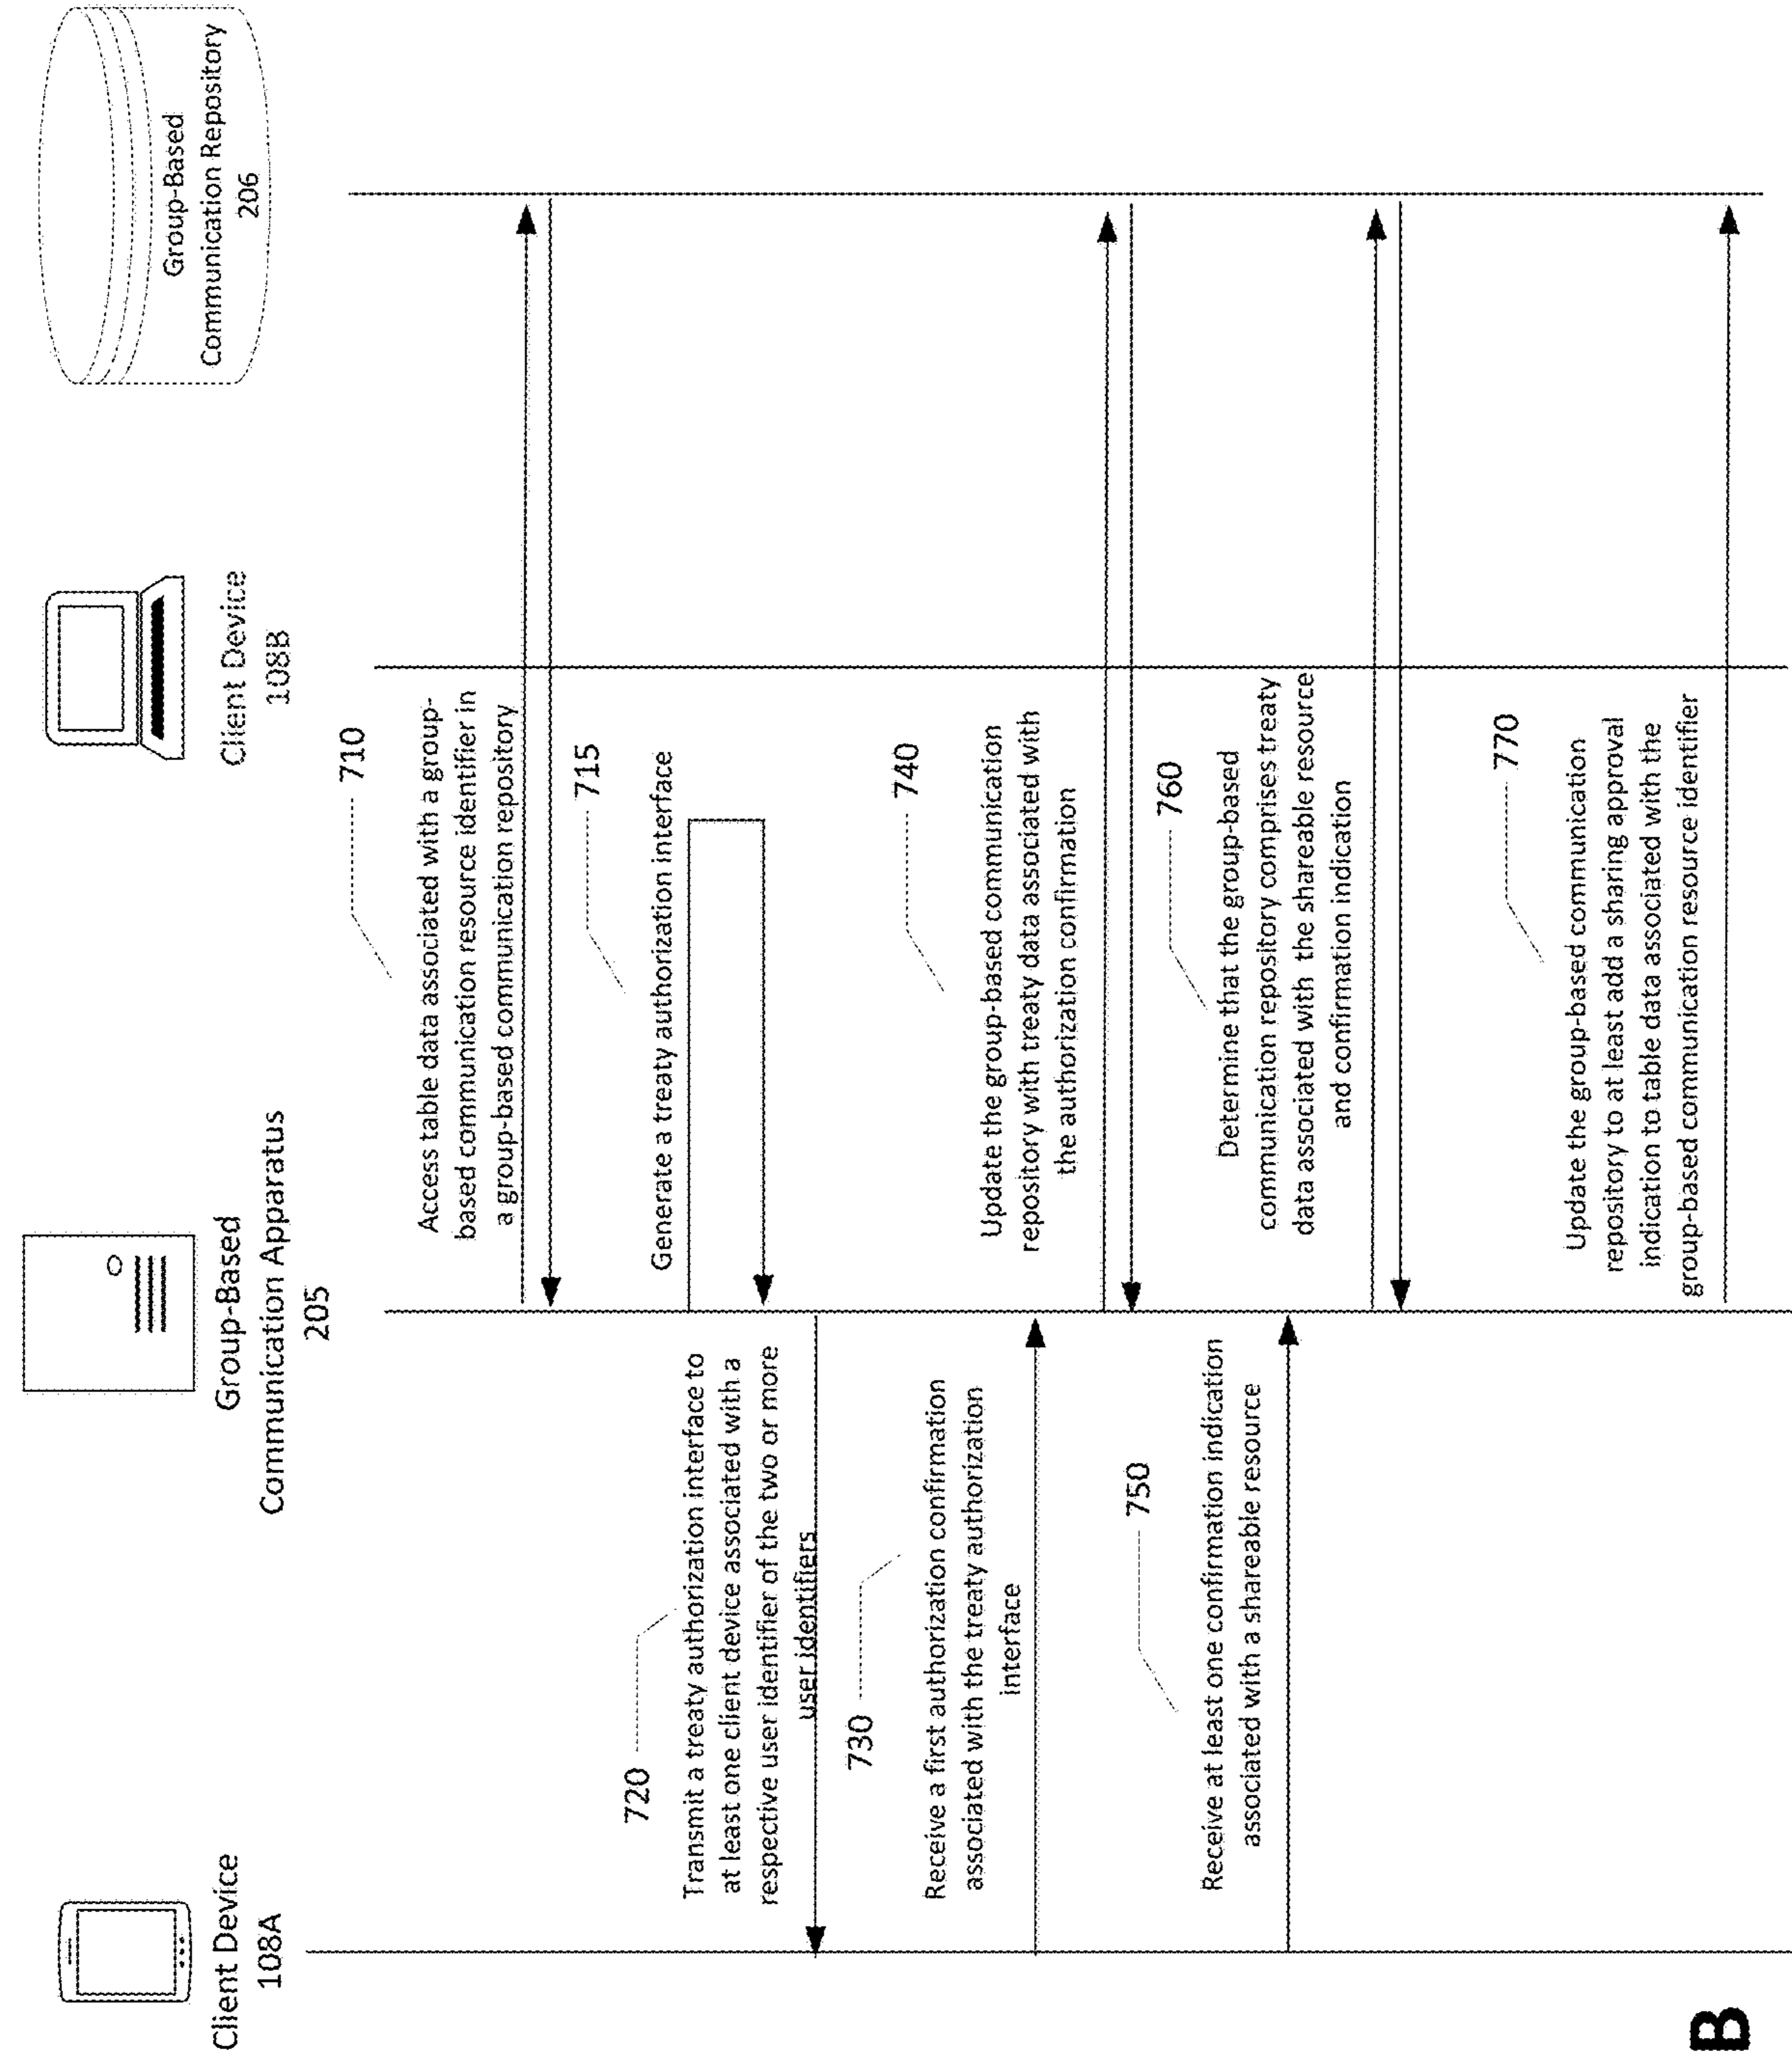 Client Device
108A
Group-Based
Communication Apparatus
205
Client Device
108B
Group-Based
Communication Repository
206
710
Access table data associated with a group-
based communication resource identifier in
a group-based communication repository
715
Generate a treaty authorization interface
720
Transmit a treaty authorization interface to
at least one client device associated with a
respective user identifier of the two or more
user identifiers
730
Receive a first authorization confirmation
associated with the treaty authorization
interface
740
Update the group-based communication
repository with treaty data associated with
the authorization confirmation
750
Receive at least one confirmation indication
associated with a shareable resource
760
Determine that the group-based
communication repository comprises treaty
data associated with the shareable resource
and confirmation indication
770
Update the group-based communication
repository to at least add a sharing approval
indication to table data associated with the
group-based communication resource identifier
B